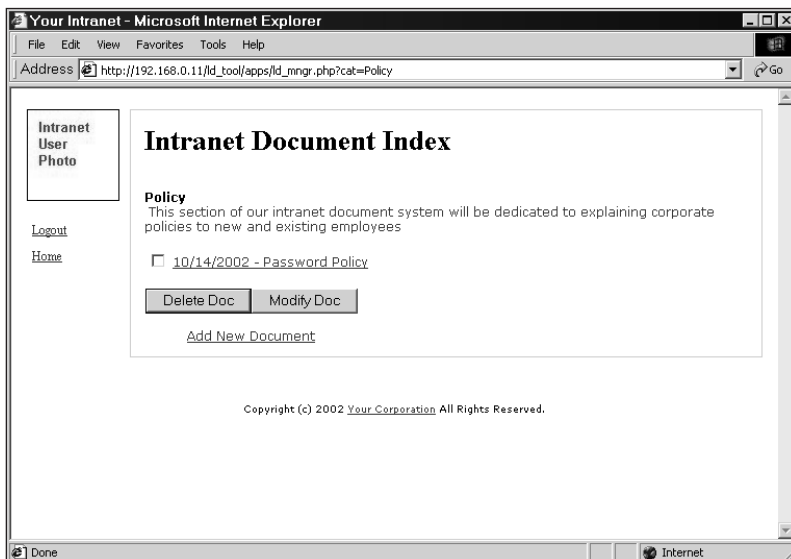 Your Intranet - Microsoft Internet Explorer
File Edit View Favorites Tools Help
Address http://192.168.0.11/ld_tool/apps/ld_mngr.php?cat=Policy Go
Intranet
User
Photo
Logout
Home
Intranet Document Index
Policy
This section of our intranet document system will be dedicated to explaining corporate
policies to new and existing employees
10/14/2002 - Password Policy
Delete Doc Modify Doc
Add New Document
Copyright (c) 2002 Your Corporation All Rights Reserved.
Done Internet